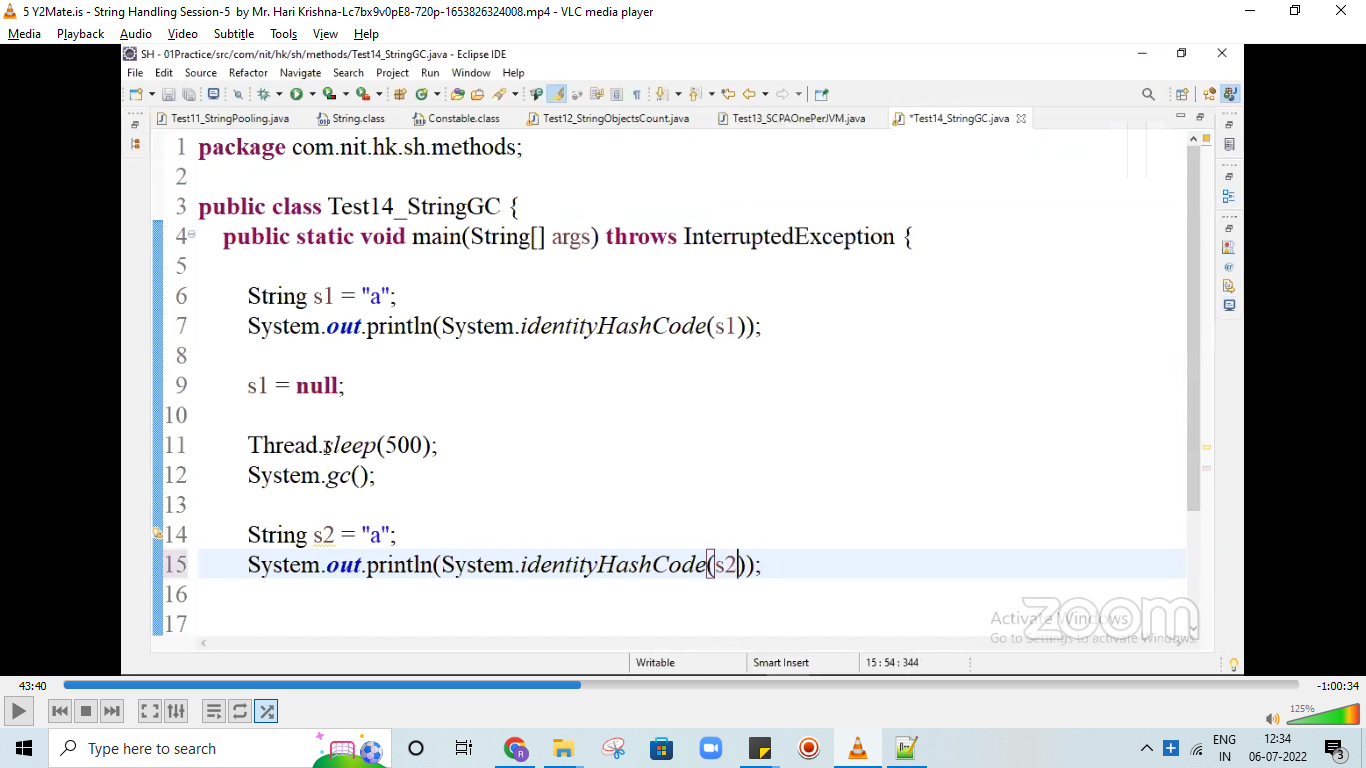 5 Y2Mate.is - String Handling Session-5 by Mr. Hari Krishna-Lc7bx9v0pE8-720p-1653826324008.mp4 - VLC media player
Media Playback Audio Video Subtitle Tools View Help
SH - 01Practice/src/com/nit/hk/sh/methods/Test14_StringGC.java - Eclipse IDE
File Edit Source Refactor Navigate Search Project Run Window Help
Test11_StringPooling.java String.class Constable.class Test12_StringObjectsCount.java Test13_SCPAOnePerJVM.java *Test14_StringGC.java
1 package com.nit.hk.sh.methods;
2
3 public class Test14_StringGC {
4 public static void main(String[] args) throws InterruptedException {
5
6 String s1 = "a";
7 System.out.println(System.identityHashCode(s1));
8
9 s1 = null;
10
11 Thread.sleep(500);
12 System.gc();
13
14 String s2 = "a";
15 System.out.println(System.identityHashCode(s2));
16
17
zoom
Activate Windows
Go to Settings to activate Windows.
Writable Smart Insert 15 : 54 : 344
43:40 -1:00:34
125%
Type here to search
ENG 12:34
IN 06-07-2022 3